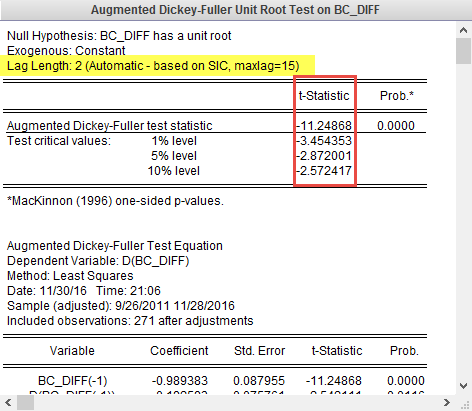 Augmented Dickey-Fuller Unit Root Test on BC_DIFF
Null Hypothesis: BC_DIFF has a unit root
Exogenous: Constant
Lag Length: 2 (Automatic - based on SIC, maxlag=15)
t-Statistic Prob.*
Augmented Dickey-Fuller test statistic -11.24868 0.0000
Test critical values: 1% level -3.454353
5% level -2.872001
10% level -2.572417
*MacKinnon (1996) one-sided p-values.
Augmented Dickey-Fuller Test Equation
Dependent Variable: D(BC_DIFF)
Method: Least Squares
Date: 11/30/16 Time: 21:06
Sample (adjusted): 9/26/2011 11/28/2016
Included observations: 271 after adjustments
Variable Coefficient Std. Error t-Statistic Prob.
BC_DIFF(-1) -0.989383 0.087955 -11.24868 0.0000